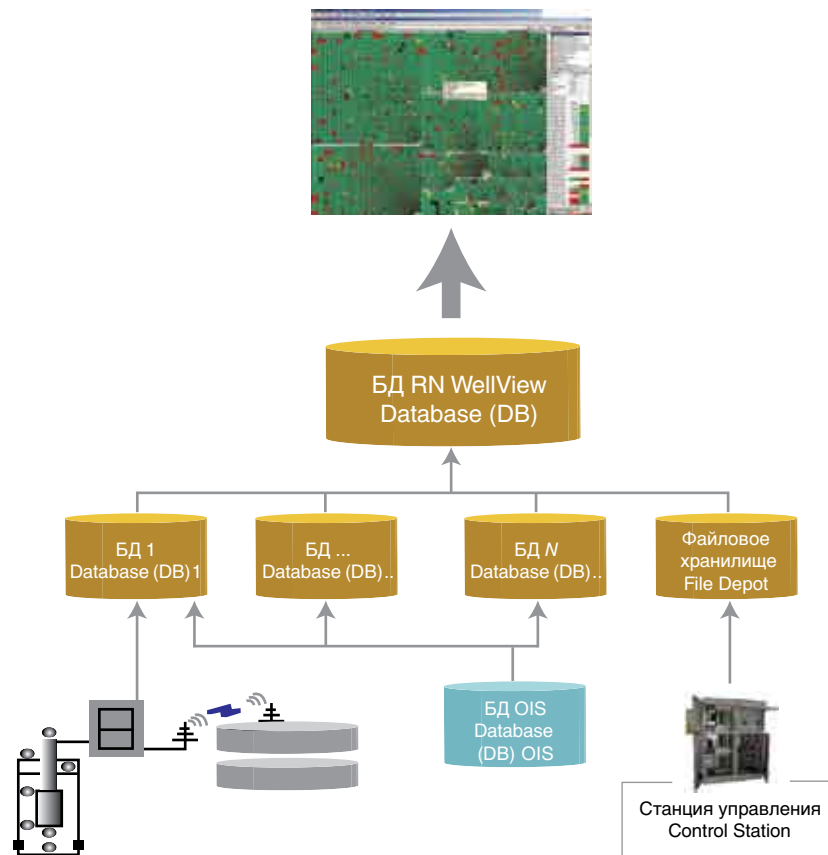 БД RN WellView
Database (DB)
БД 1
Database (DB) 1
БД ...
Database (DB)..
БД N
Database (DB)..
Файловое
хранилище
File Depot
БД OIS
Database
(DB) OIS
Станция управления
Control Station